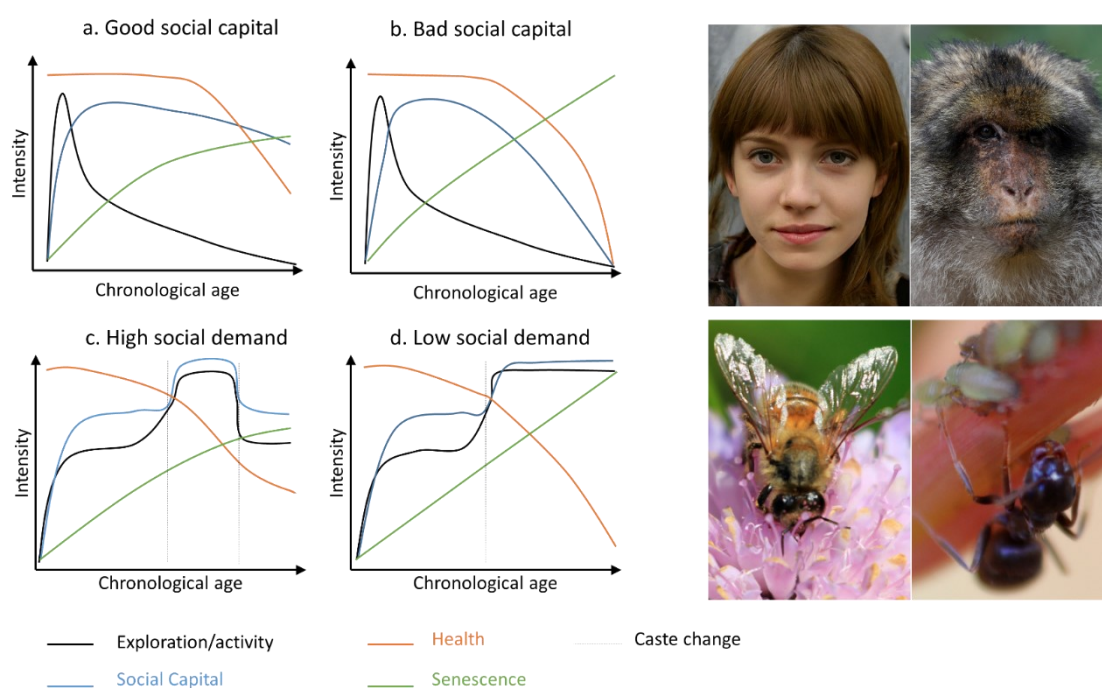 a. Good social capital
b. Bad social capital
Intensity
Intensity
Chronological age
Chronological age
c. High social demand
d. Low social demand
Intensity
Intensity
Chronological age
Chronological age
Exploration/activity
Health
Caste change
Social Capital
Senescence